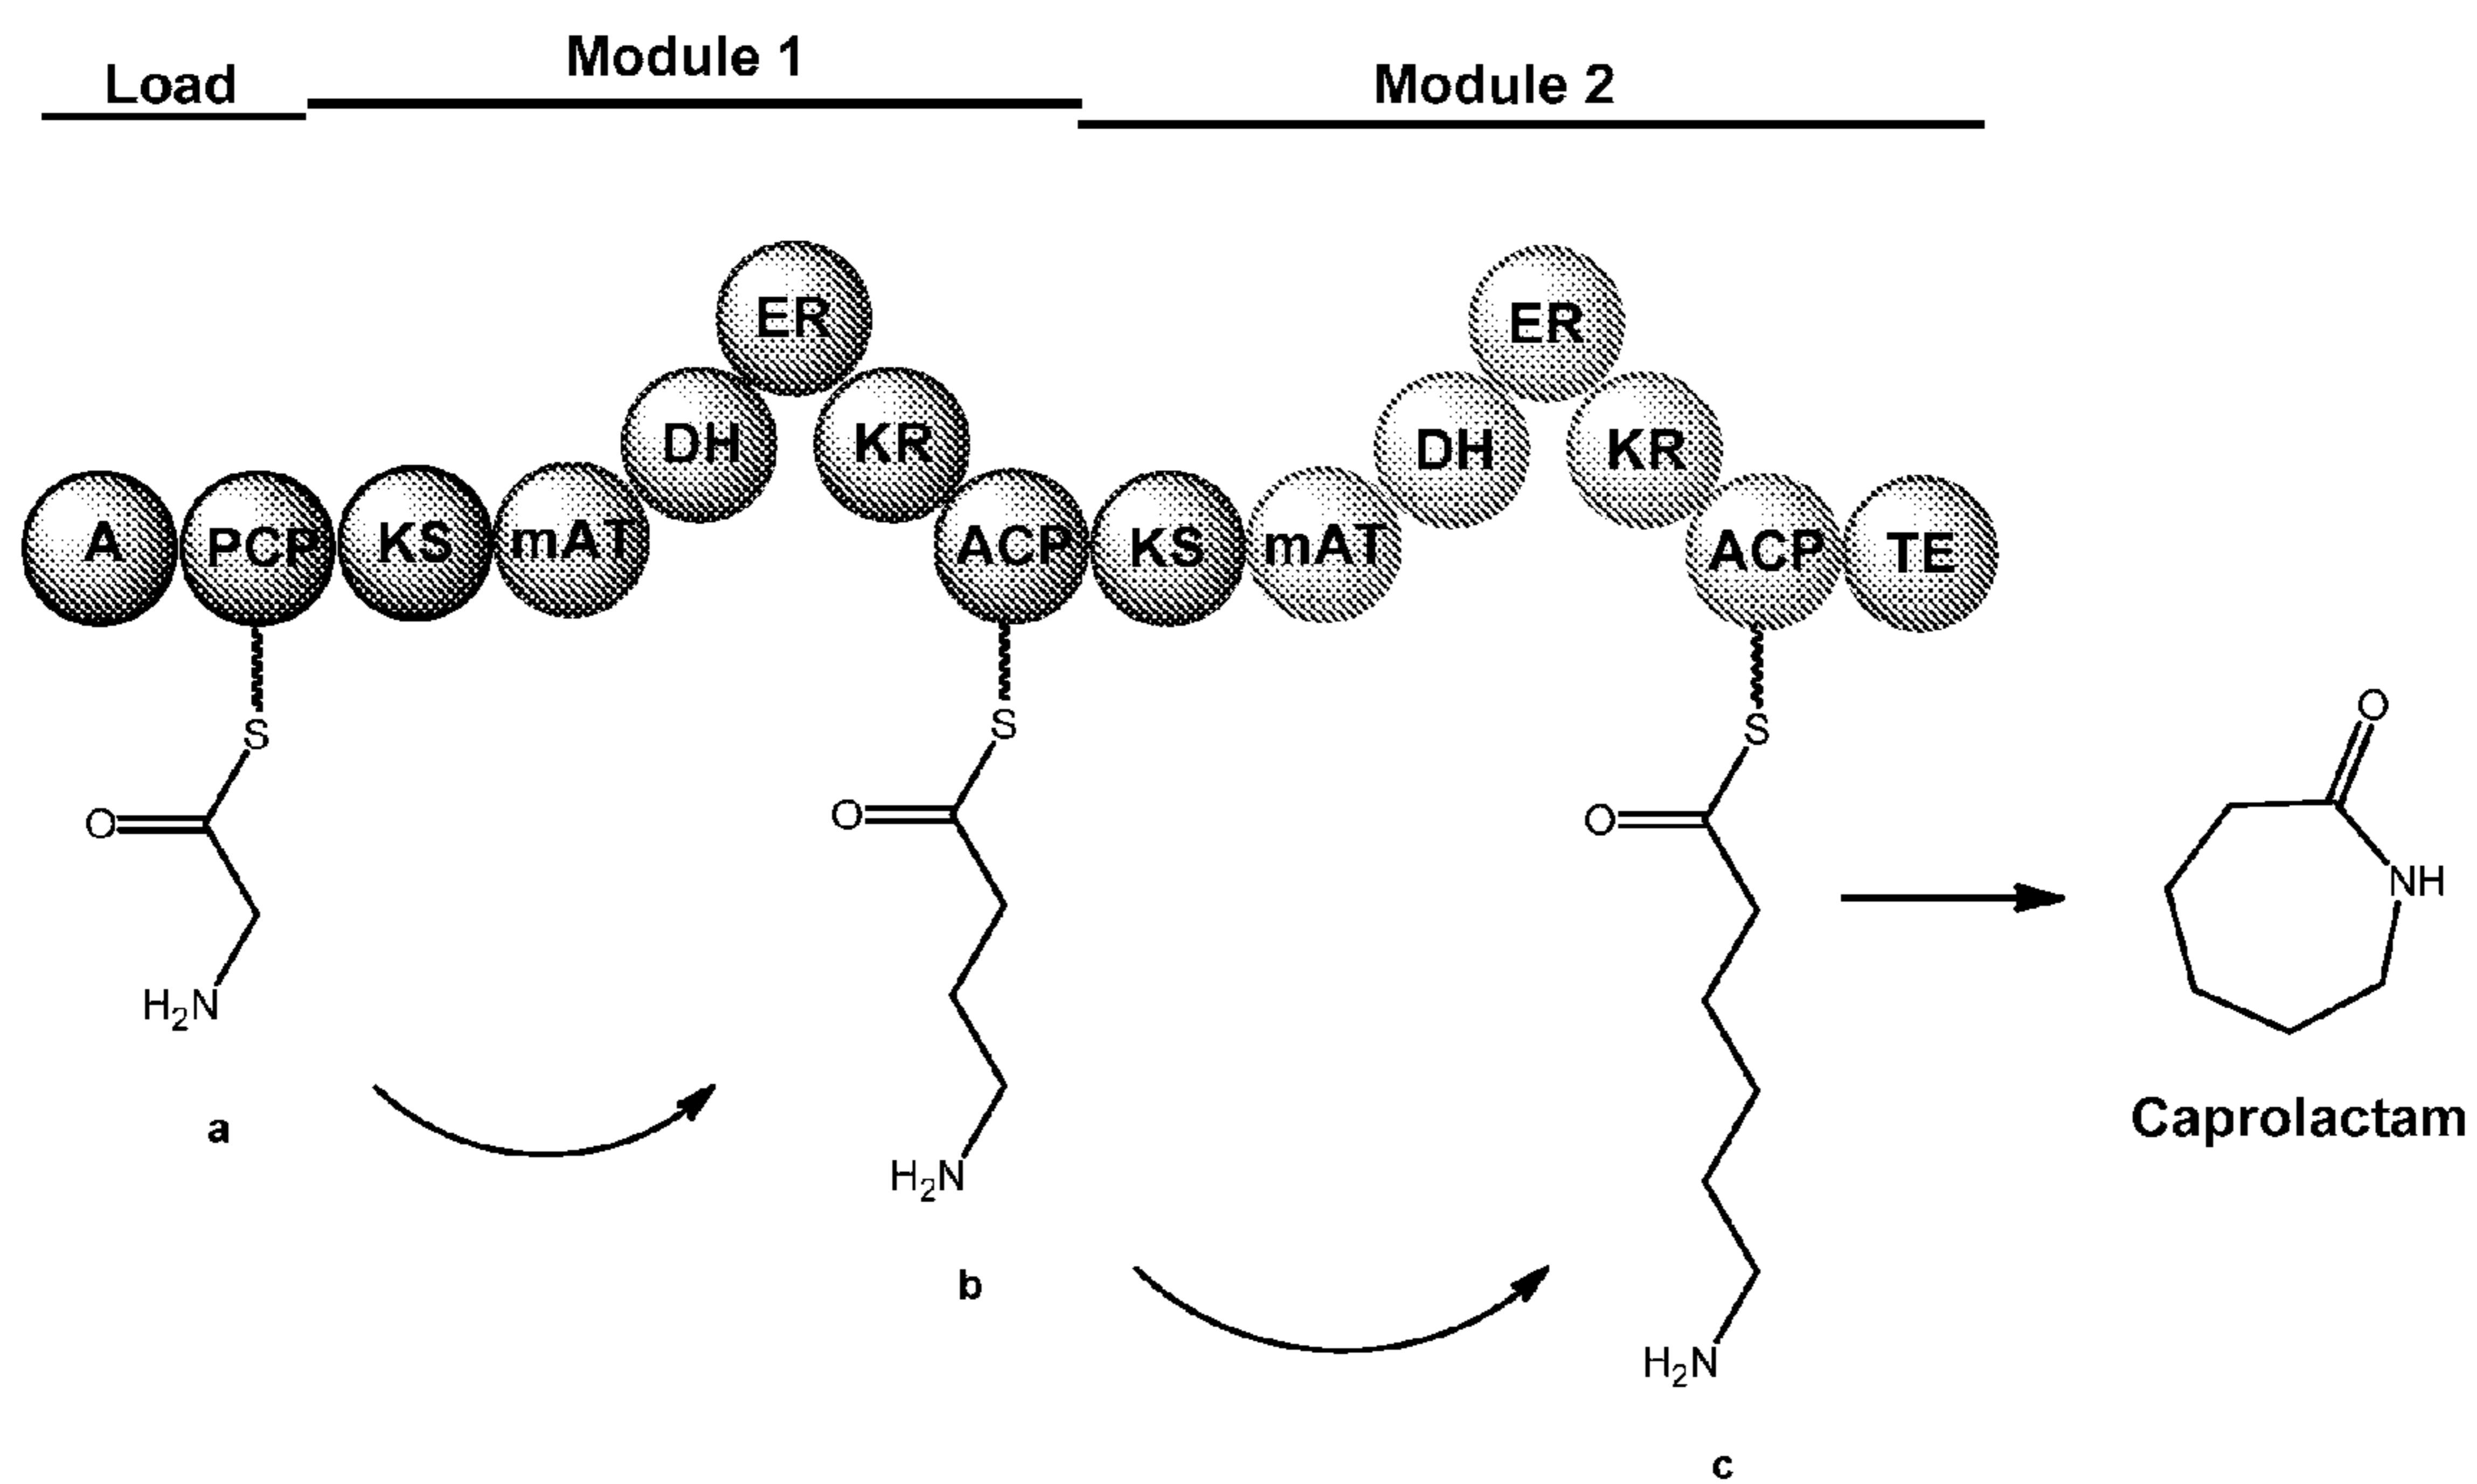 Load
Module 1
Module 2
ER
ER
DH
KR
DH
KR
A
PCP
KS
mAT
ACP
KS
mAT
ACP
TE
S
S
S
O
O
O
O
NH
H2N
H2N
H2N
a
b
c
Caprolactam